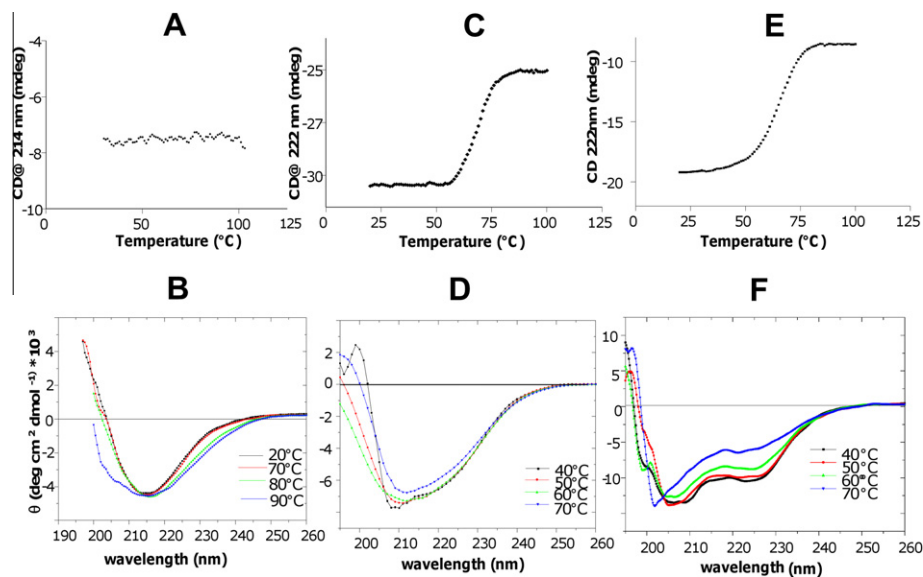 A
C
E
CD@ 214 nm (mdeg)
-4
-6
-8
-10
0
25
50
75
100
125
Temperature (°C)
CD@ 222 nm (mdeg)
-25
-27
-30
0
25
50
75
100
125
Temperature (°C)
CD 222nm (mdeg)
-10
-15
-20
0
25
50
75
100
125
Temperature (°C)
B
D
F
θ (deg cm² dmol ⁻¹) *10³
4
2
0
-2
-4
190 200 210 220 230 240 250 260
20°C
70°C
80°C
90°C
wavelength (nm)
2
0
-2
-4
-6
200 210 220 230 240 250 260
40°C
50°C
60°C
70°C
wavelength (nm)
10
5
0
-5
-10
200 210 220 230 240 250 260
40°C
50°C
60°C
70°C
wavelength (nm)